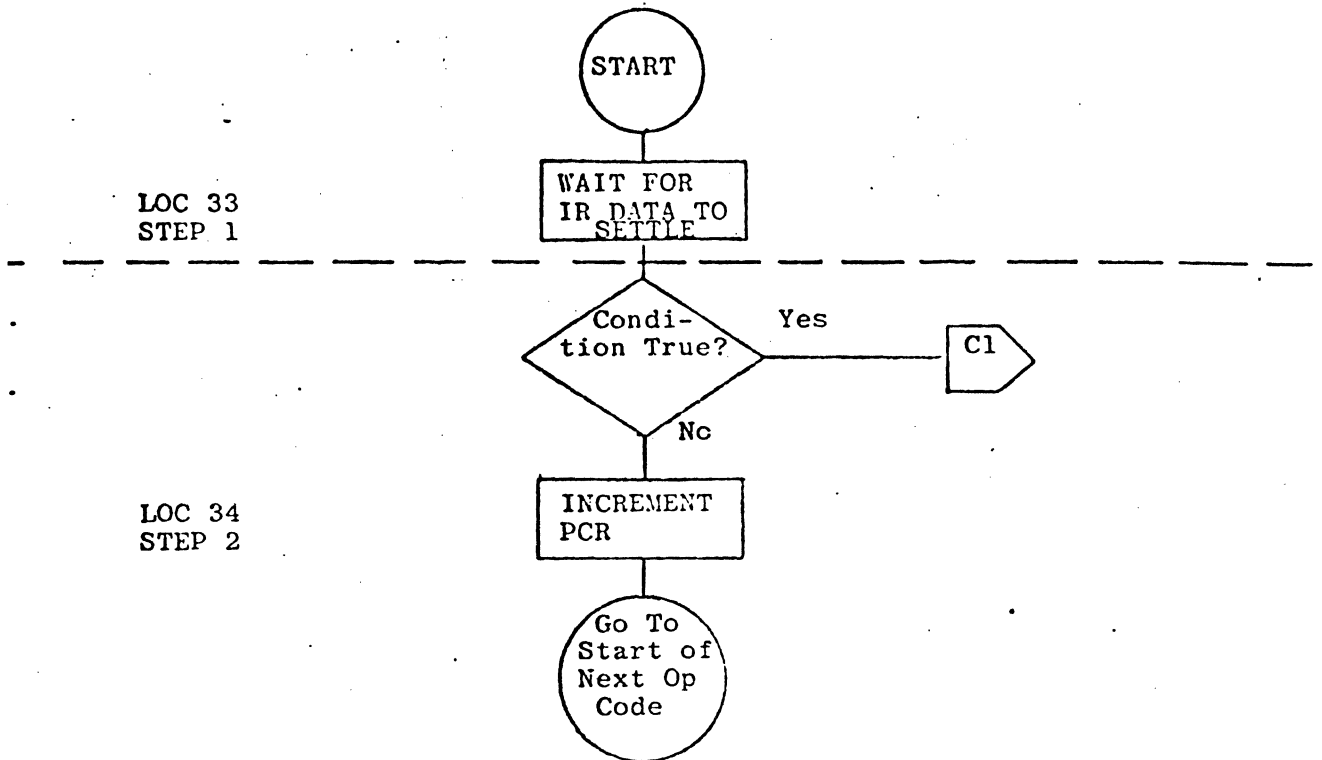 START
WAIT FOR
IR DATA TO
SETTLE
LOC 33
STEP 1
Condi-
tion True?
Yes
C1
No
INCREMENT
PCR
LOC 34
STEP 2
Go To
Start of
Next Op
Code